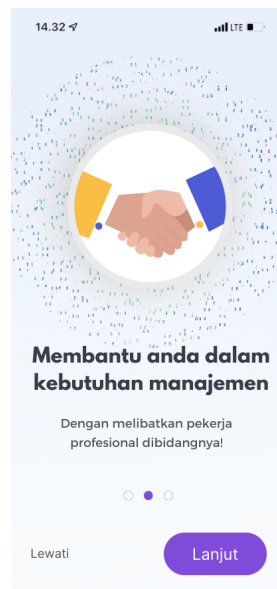 14.32
LTE
Membantu anda dalam
kebutuhan manajemen
Dengan melibatkan pekerja
profesional dibidangnya!
Lewati
Lanjut